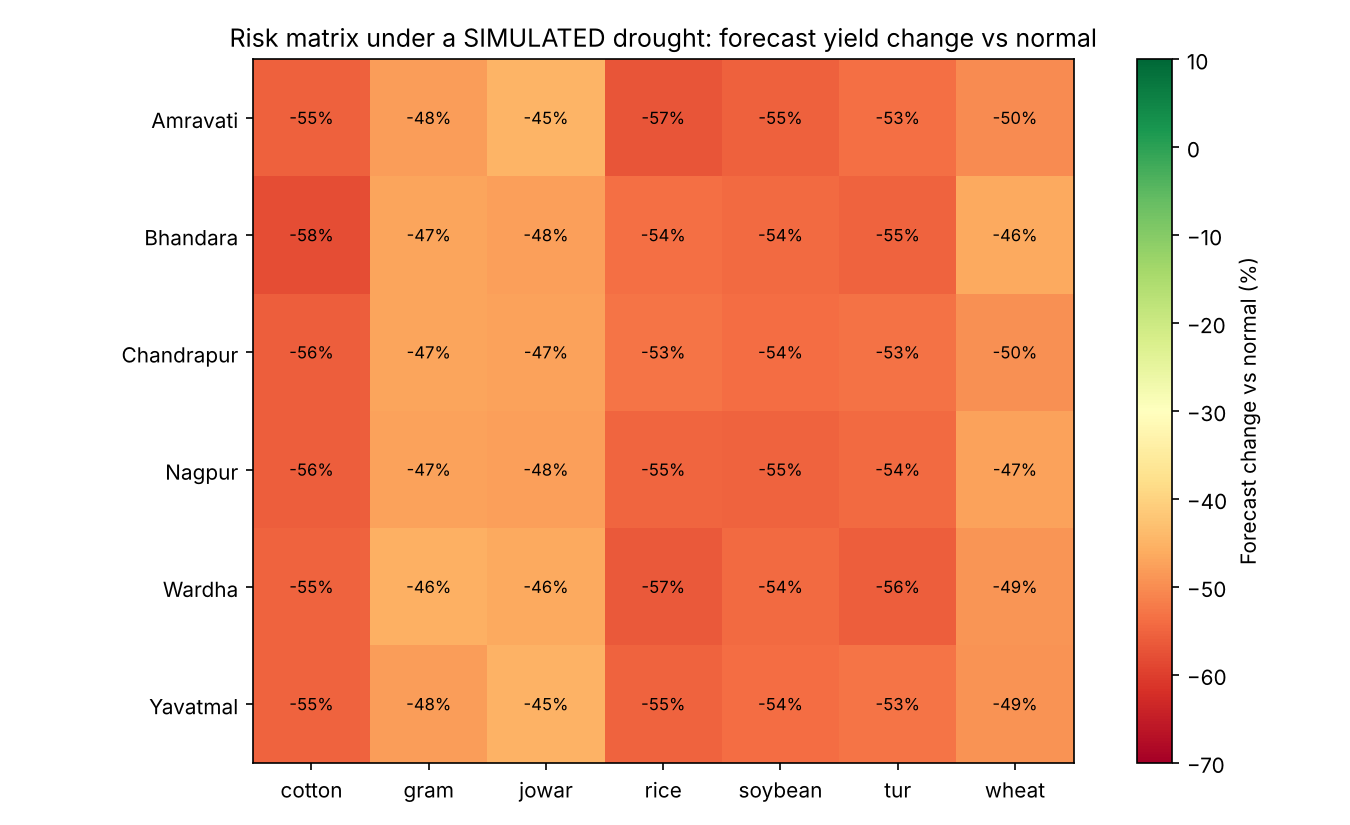 Risk matrix under a SIMULATED drought: forecast yield change vs normal
Amravati -55% -48% -45% -57% -55% -53% -50%
Bhandara -58% -47% -48% -54% -54% -55% -46%
Chandrapur -56% -47% -47% -53% -54% -53% -50%
Nagpur -56% -47% -48% -55% -55% -54% -47%
Wardha -55% -46% -46% -57% -54% -56% -49%
Yavatmal -55% -48% -45% -55% -54% -53% -49%
cotton gram jowar rice soybean tur wheat
10
0
−10
−20
−30
−40
−50
−60
−70
Forecast change vs normal (%)